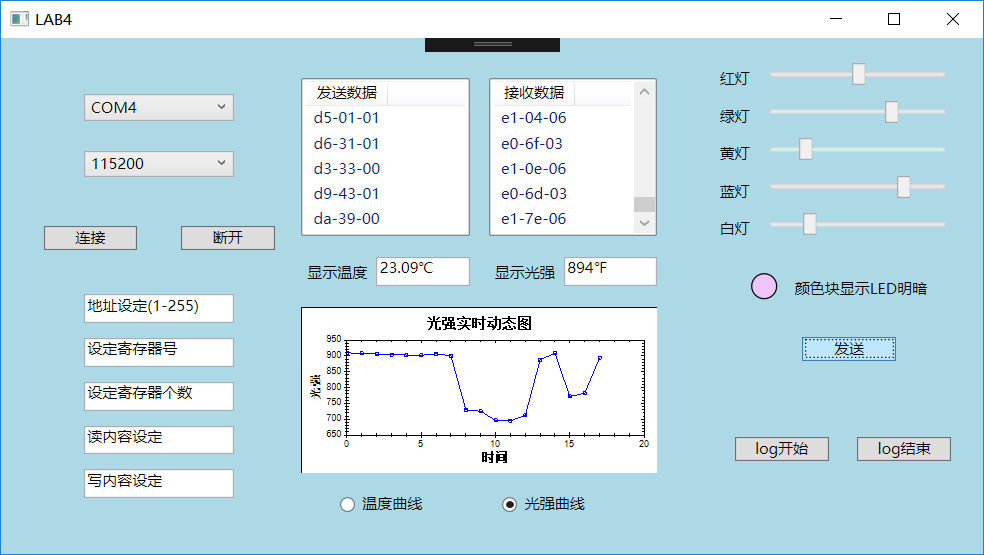 LAB4
COM4
115200
连接
断开
地址设定(1-255)
设定寄存器号
设定寄存器个数
读内容设定
写内容设定
发送数据
d5-01-01
d6-31-01
d3-33-00
d9-43-01
da-39-00
接收数据
e1-04-06
e0-6f-03
e1-0e-06
e0-6d-03
e1-7e-06
显示温度
23.09℃
显示光强
894℉
光强实时动态图
950
900
850
800
750
700
650
光强
0
5
10
15
20
时间
温度曲线
光强曲线
红灯
绿灯
黄灯
蓝灯
白灯
颜色块显示LED明暗
发送
log开始
log结束